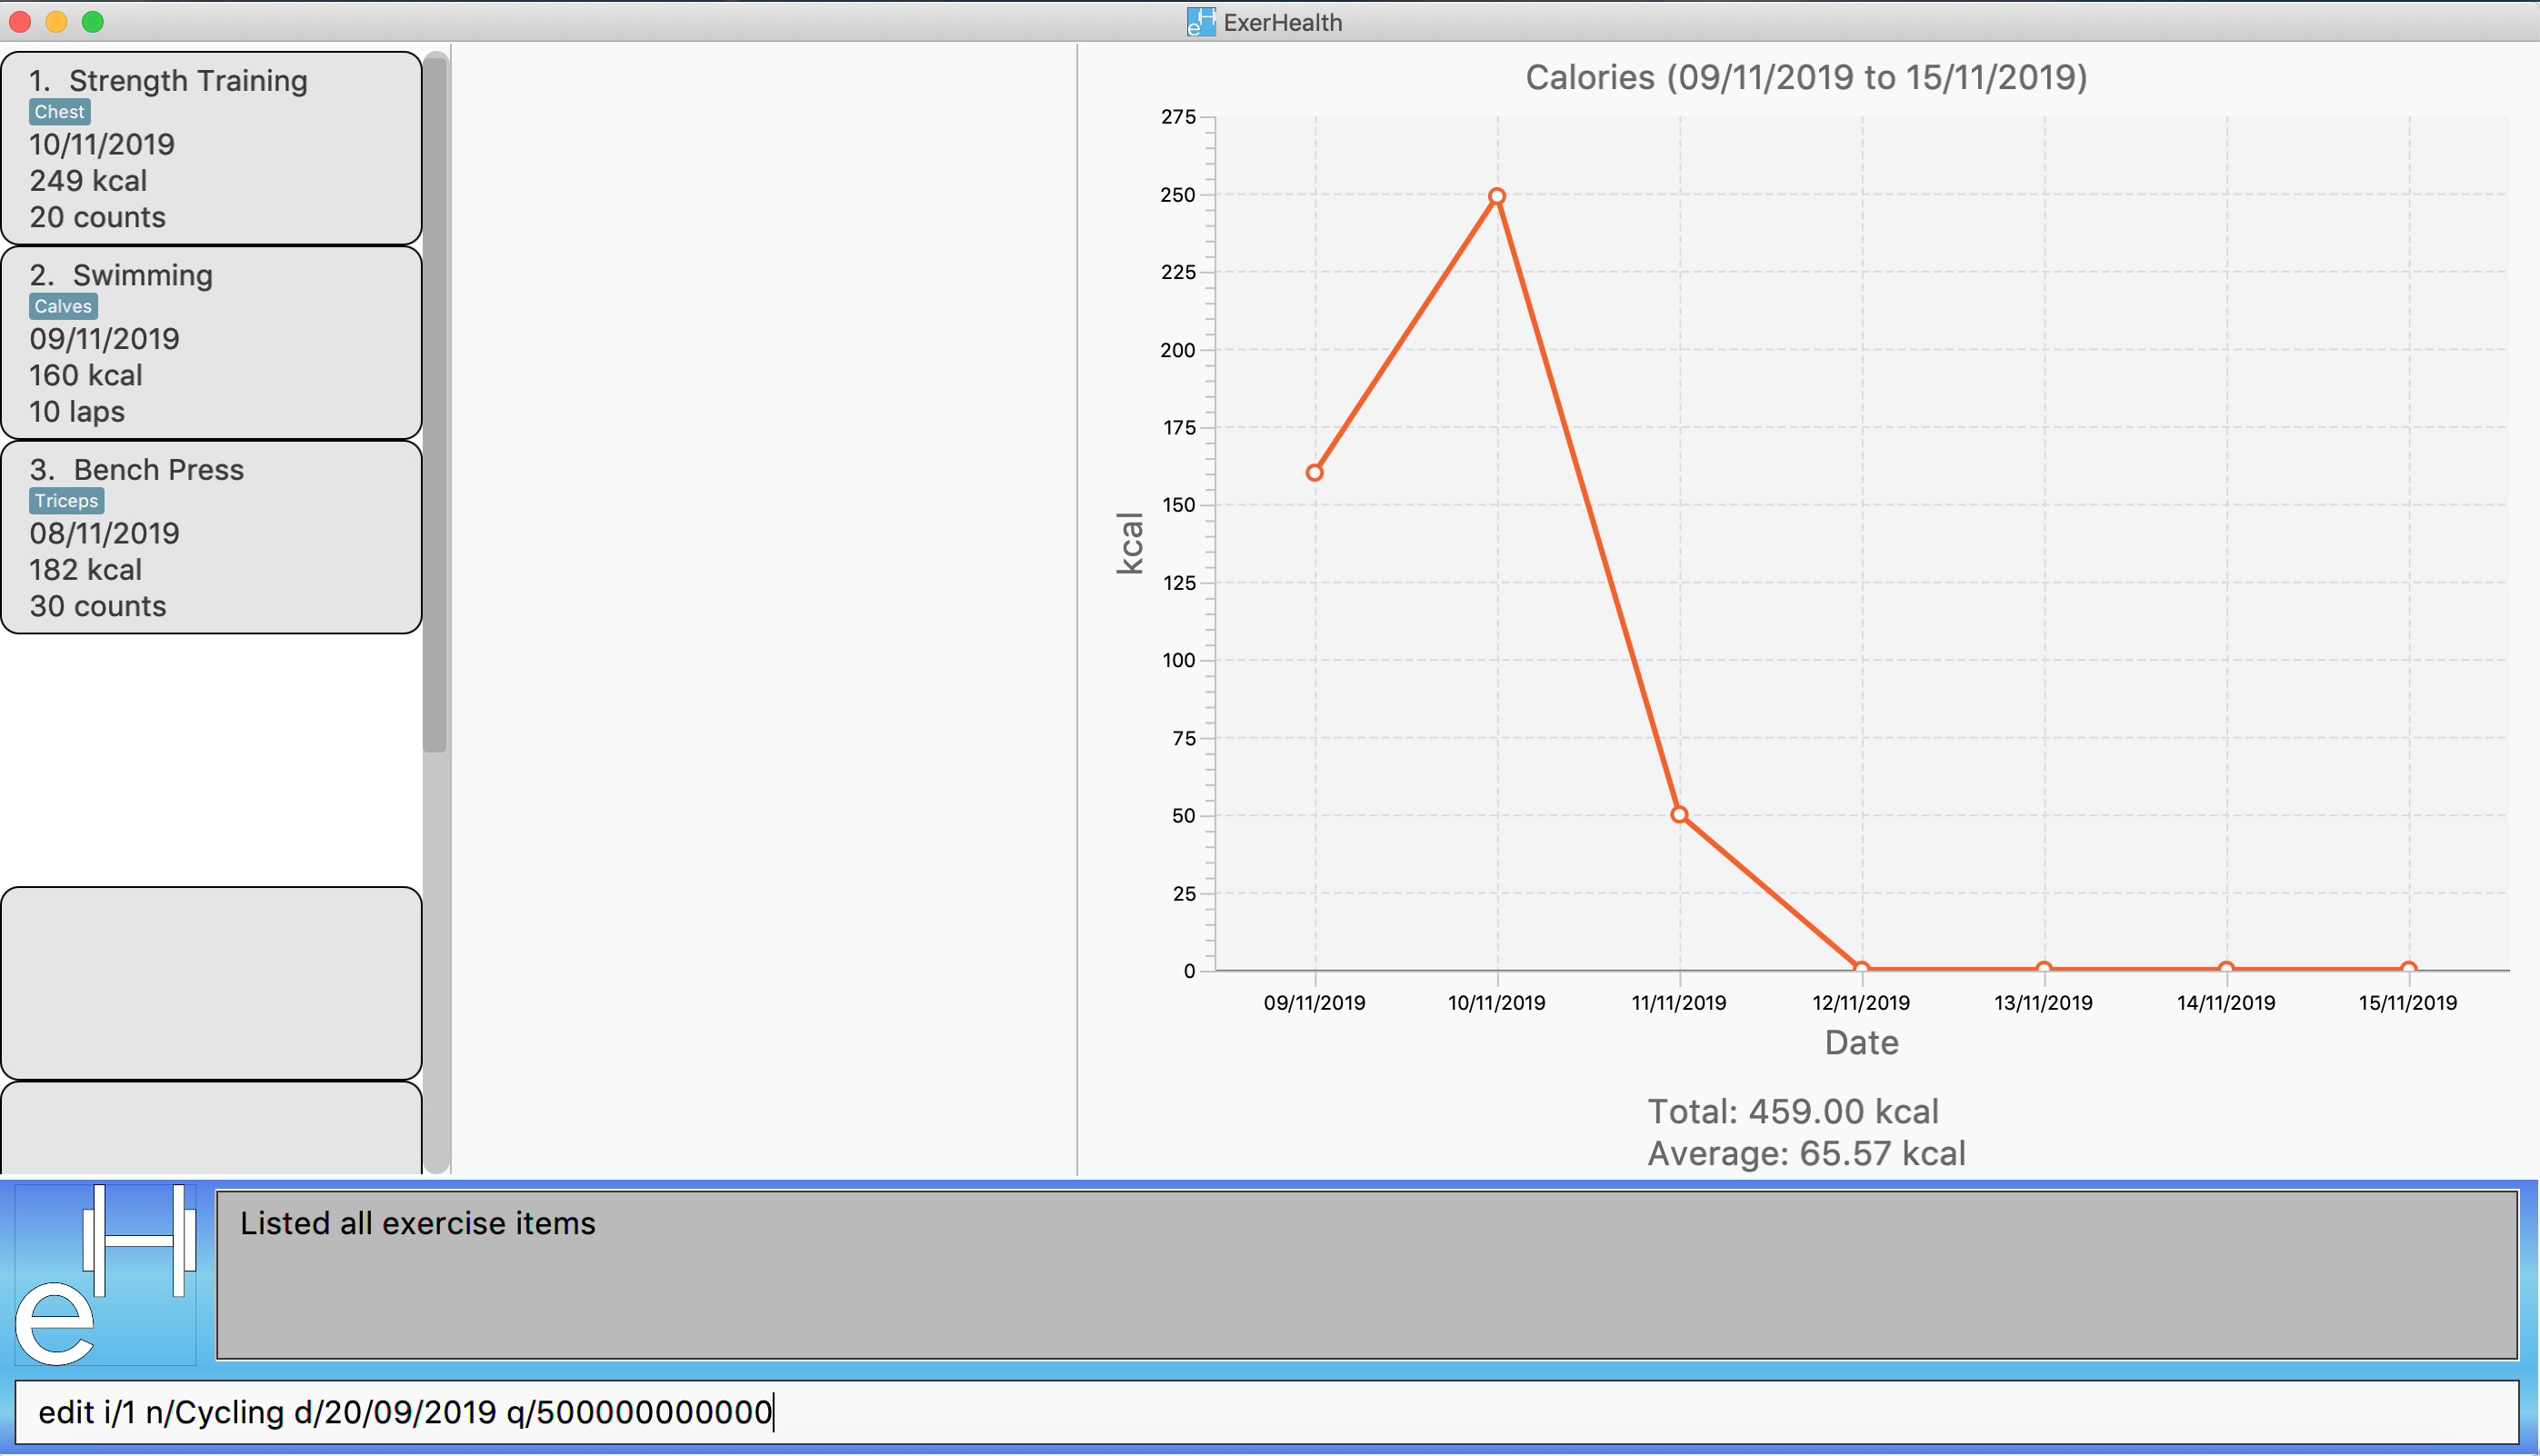 ExerHealth
1. Strength Training
Chest
10/11/2019
249 kcal
20 counts
2. Swimming
Calves
09/11/2019
160 kcal
10 laps
3. Bench Press
Triceps
08/11/2019
182 kcal
30 counts
Calories (09/11/2019 to 15/11/2019)
275
250
225
200
175
150
125
100
75
50
25
0
kcal
09/11/2019 10/11/2019 11/11/2019 12/11/2019 13/11/2019 14/11/2019 15/11/2019
Date
Total: 459.00 kcal
Average: 65.57 kcal
eH
Listed all exercise items
edit i/1 n/Cycling d/20/09/2019 q/500000000000